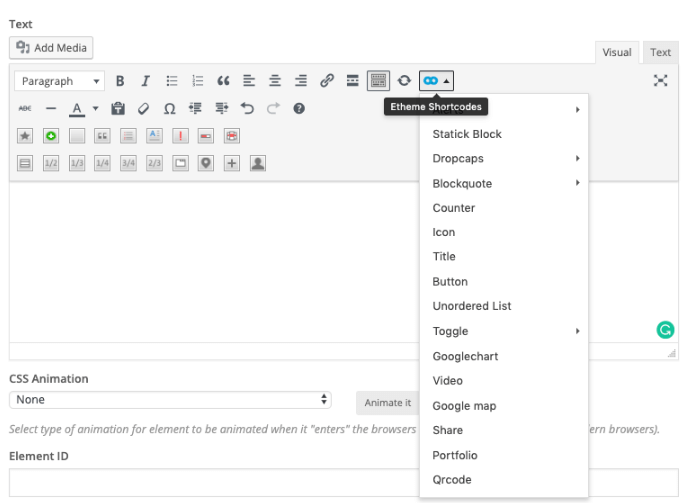 Text
Add Media
Visual Text
Paragraph B I
ABC A Ω
Etheme Shortcodes
1/2 1/3 1/4 3/4 2/3
Statick Block
Dropcaps
Blockquote
Counter
Icon
Title
Button
Unordered List
Toggle
Googlechart
Video
Google map
Share
Portfolio
Qrcode
CSS Animation
None
Animate it
Select type of animation for element to be animated when it "enters" the browsers
ern browsers).
Element ID